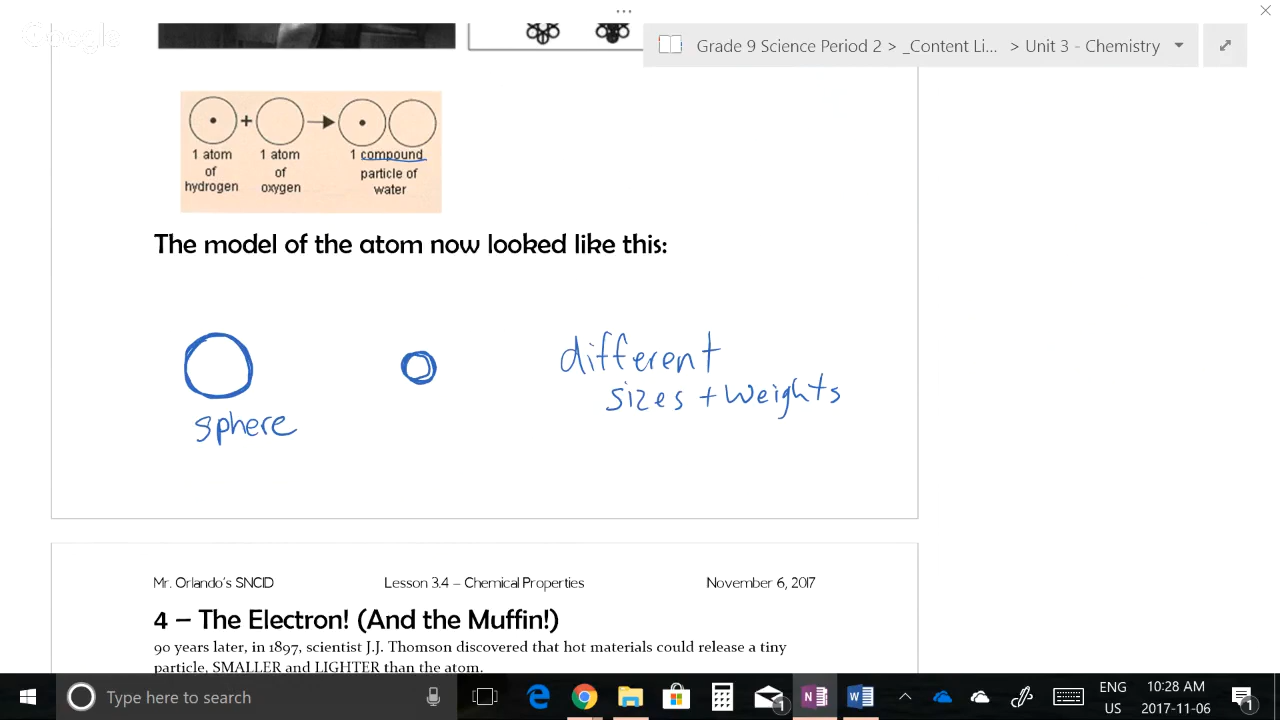 Google
Grade 9 Science Period 2 > _Content Li... > Unit 3 - Chemistry
1 atom of hydrogen
1 atom of oxygen
1 compound particle of water
The model of the atom now looked like this:
different
sizes + weights
sphere
Mr. Orlando's SNC1D Lesson 3.4 – Chemical Properties November 6, 2017
4 – The Electron! (And the Muffin!)
90 years later, in 1897, scientist J.J. Thomson discovered that hot materials could release a tiny
particle, SMALLER and LIGHTER than the atom.
Type here to search
ENG
US
10:28 AM
2017-11-06
1
1